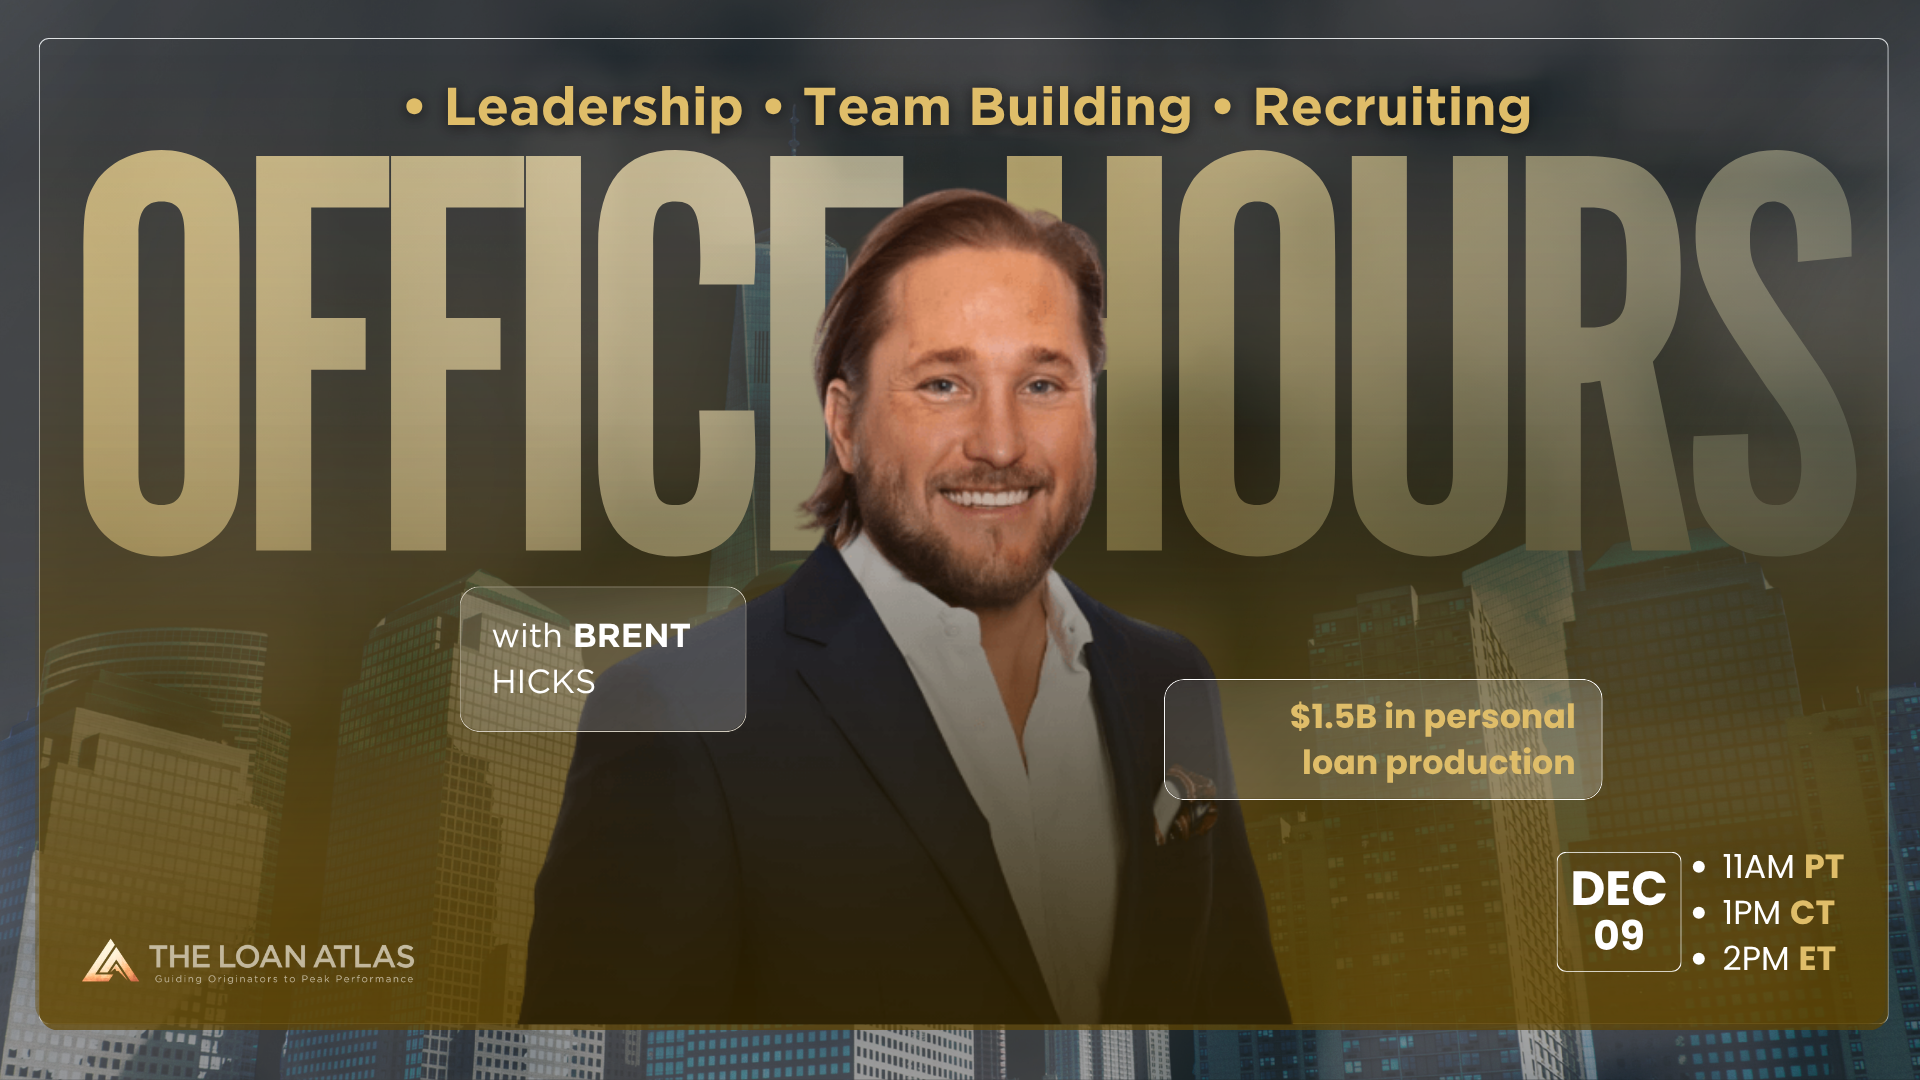 • Leadership • Team Building • Recruiting
OFFICE HOURS
with BRENT
HICKS
$1.5B in personal
loan production
DEC
09
• 11AM PT
• 1PM CT
• 2PM ET
THE LOAN ATLAS
Guiding Originators to Peak Performance